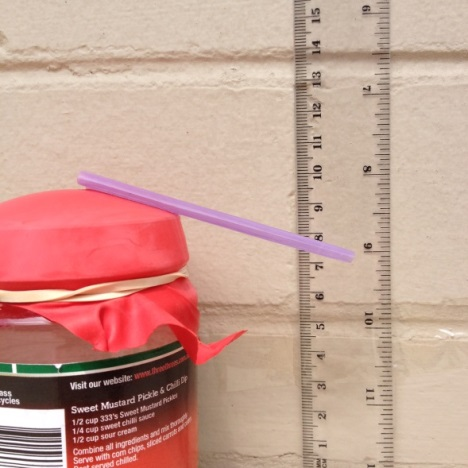 15
14
13
12
11
10
9
8
7
6
5
4
3
2
1
6
7
8
9
10
11
ass
cycles
Visit our website:
Sweet Mustard Pickle & Chilli Dip
1/2 cup 333's Sweet Mustard Pickles
1/4 cup sweet chilli sauce
1/2 cup sour cream
Combine all ingredients and mix thoroughly.
Serve with corn chips, sliced carrots and
Best served chilled.